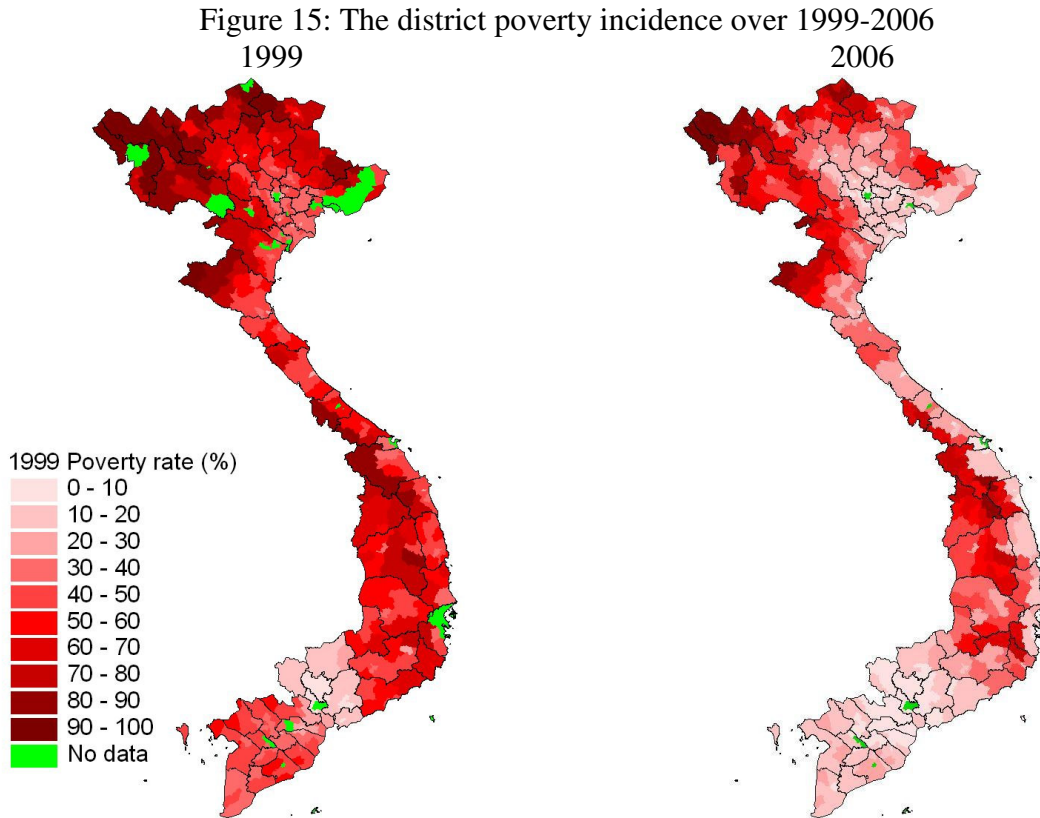 Figure 15: The district poverty incidence over 1999-2006
1999 2006
1999 Poverty rate (%)
0 - 10
10 - 20
20 - 30
30 - 40
40 - 50
50 - 60
60 - 70
70 - 80
80 - 90
90 - 100
No data